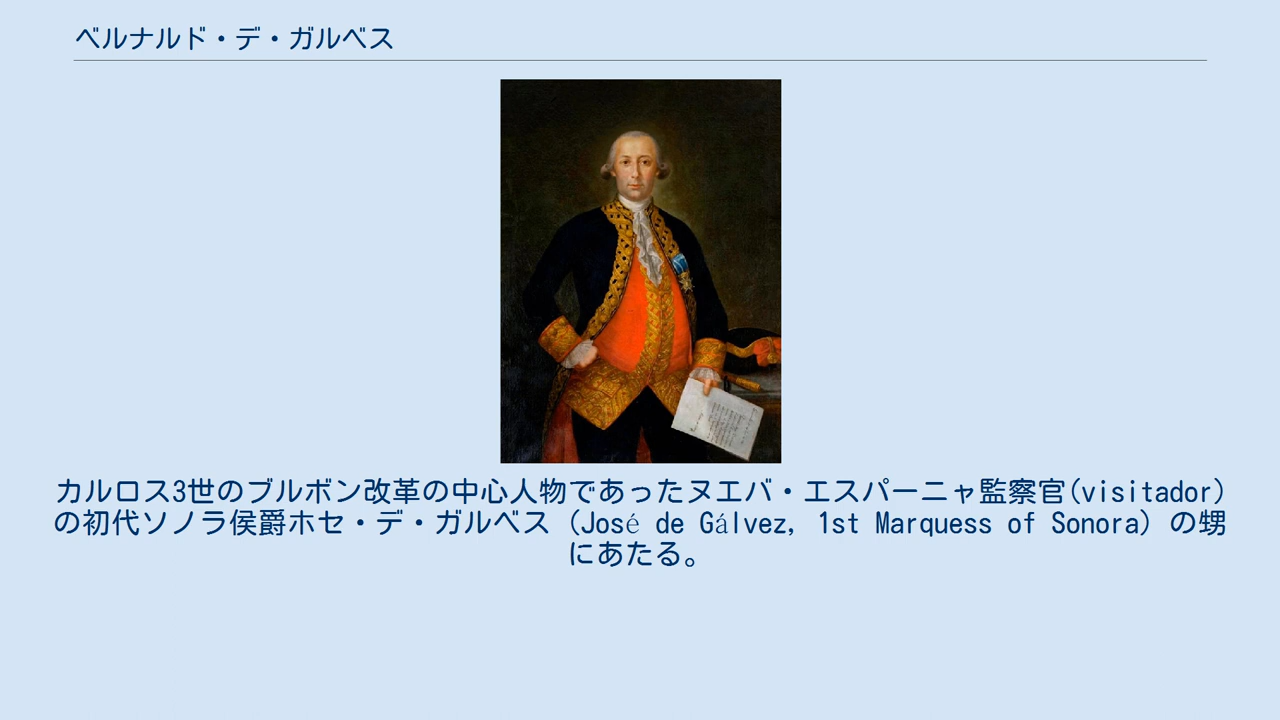 ベルナルド・デ・ガルベス
カルロス3世のブルボン改革の中心人物であったヌエバ・エスパーニャ監察官(visitador)
の初代ソノラ侯爵ホセ・デ・ガルベス (José de Gálvez, 1st Marquess of Sonora) の甥
にあたる。